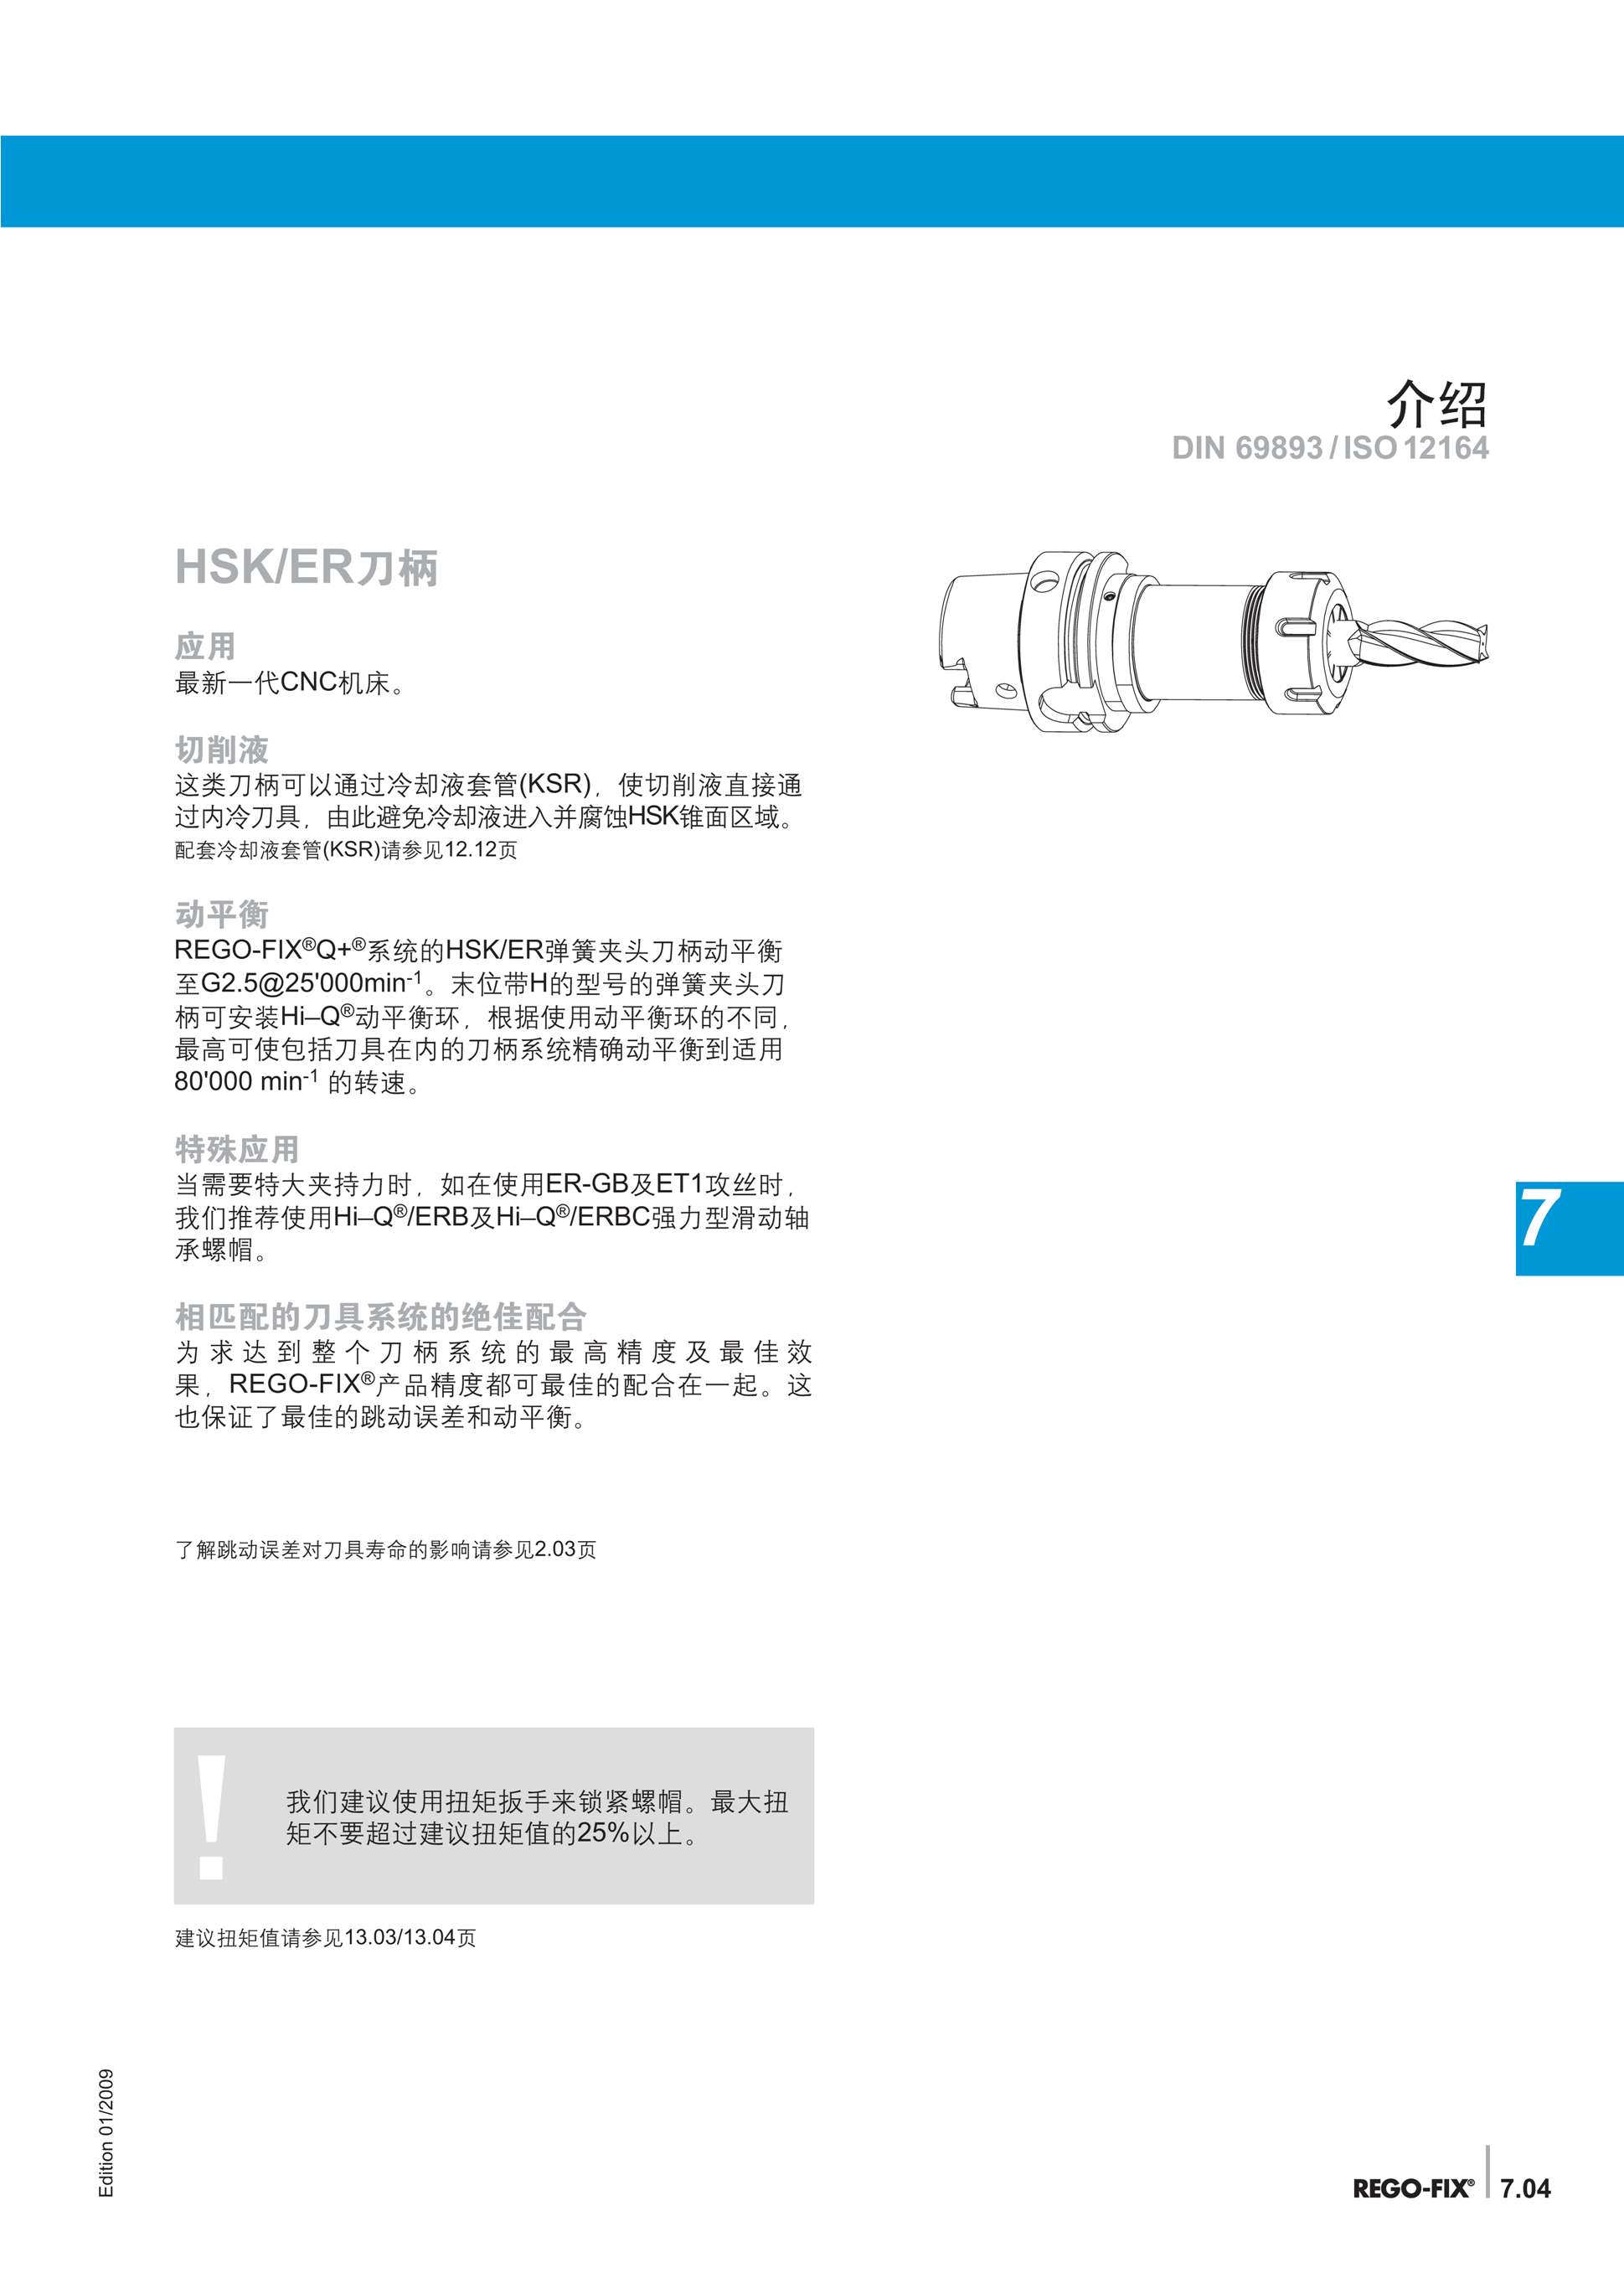 介绍
DIN 69893 / ISO 12164
HSK/ER刀柄
应用
最新一代CNC机床。
切削液
这类刀柄可以通过冷却液套管(KSR)，使切削液直接通
过内冷刀具，由此避免冷却液进入并腐蚀HSK锥面区域。
配套冷却液套管(KSR)请参见12.12页
动平衡
REGO-FIX®Q+®系统的HSK/ER弹簧夹头刀柄动平衡
至G2.5@25'000min-1。末位带H的型号的弹簧夹头刀
柄可安装Hi–Q®动平衡环，根据使用动平衡环的不同，
最高可使包括刀具在内的刀柄系统精确动平衡到适用
80'000 min-1 的转速。
特殊应用
当需要特大夹持力时，如在使用ER-GB及ET1攻丝时，
我们推荐使用Hi–Q®/ERB及Hi–Q®/ERBC强力型滑动轴
承螺帽。
相匹配的刀具系统的绝佳配合
为求达到整个刀柄系统的最高精度及最佳效
果，REGO-FIX®产品精度都可最佳的配合在一起。这
也保证了最佳的跳动误差和动平衡。
了解跳动误差对刀具寿命的影响请参见2.03页
7
!
我们建议使用扭矩扳手来锁紧螺帽。最大扭
矩不要超过建议扭矩值的25%以上。
建议扭矩值请参见13.03/13.04页
Edition 01/2009
REGO-FIX® 7.04